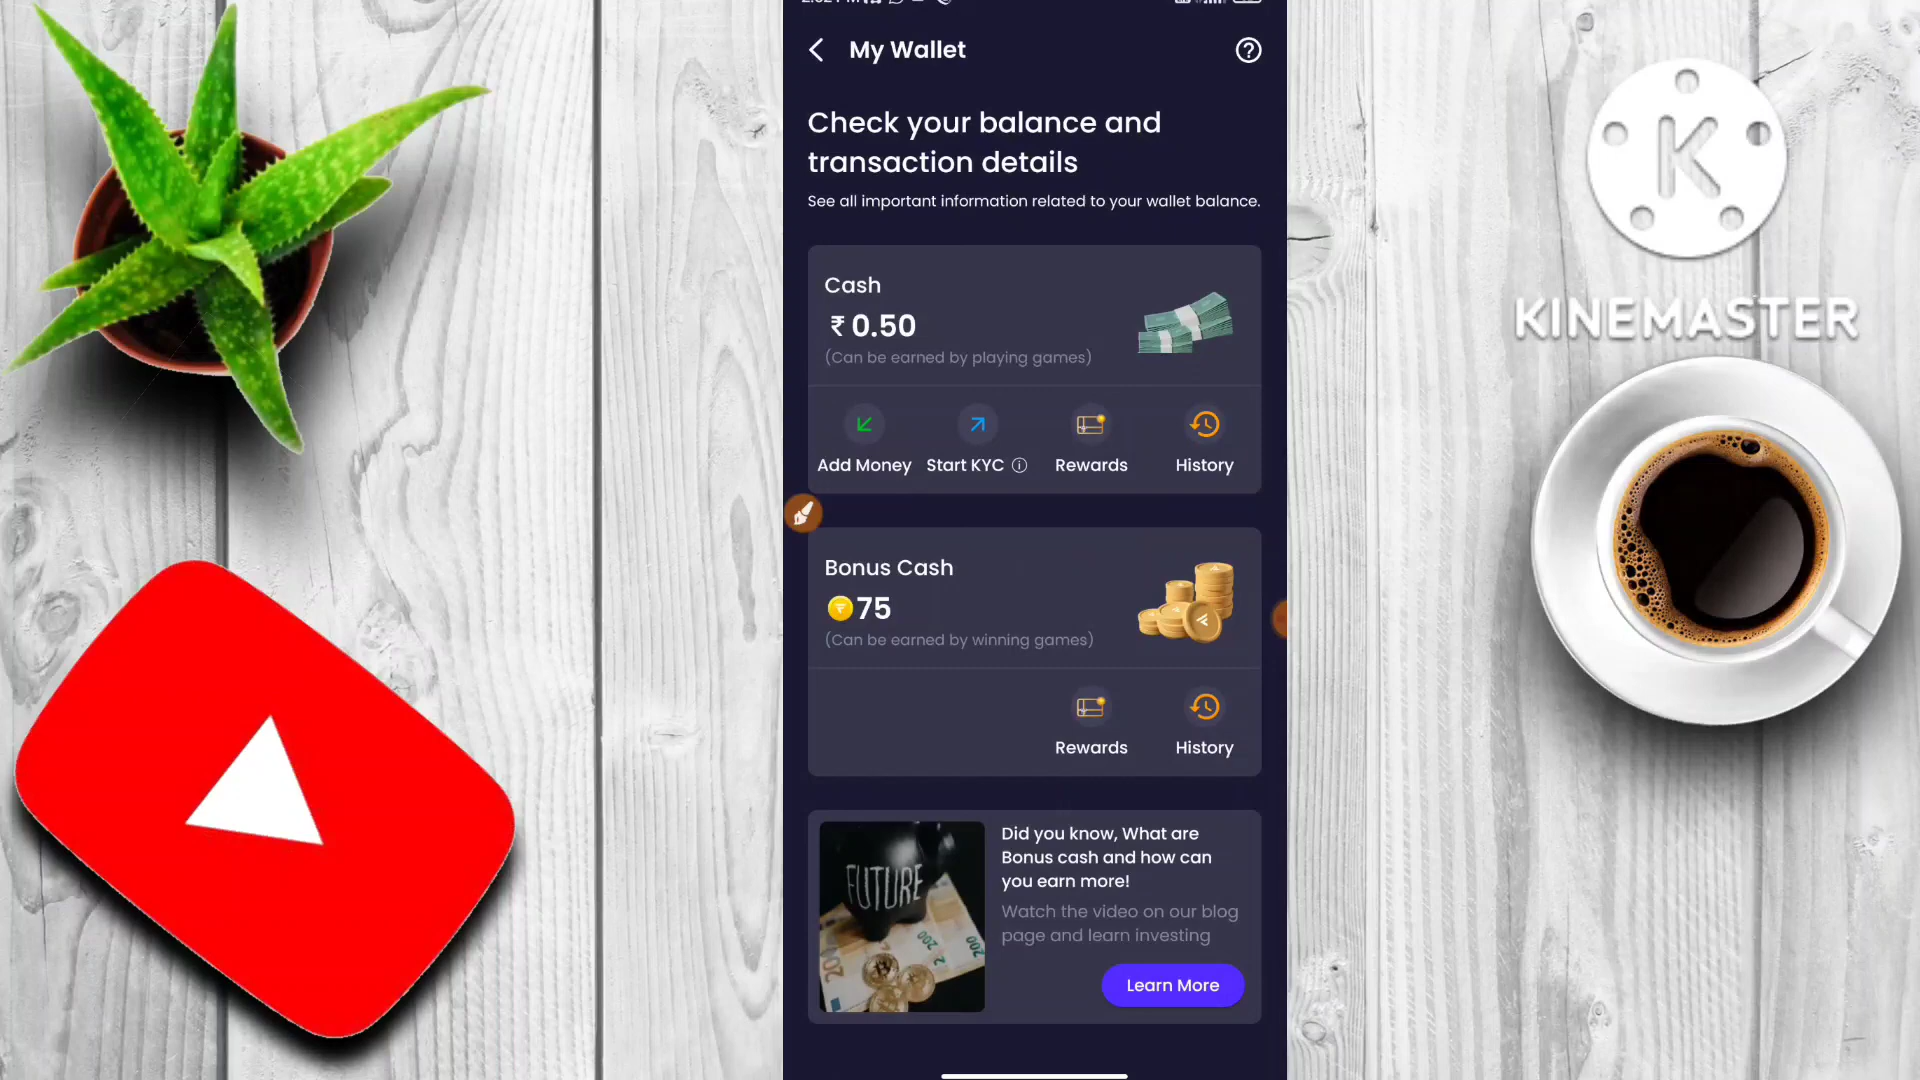 My Wallet
Check your balance and
transaction details
See all important information related to your wallet balance.
Cash
₹ 0.50
(Can be earned by playing games)
Add Money
Start KYC
Rewards
History
Bonus Cash
75
(Can be earned by winning games)
Rewards
History
FUTURE
Did you know, What are
Bonus cash and how can
you earn more!
Watch the video on our blog
page and learn investing
Learn More
K
KINEMASTER